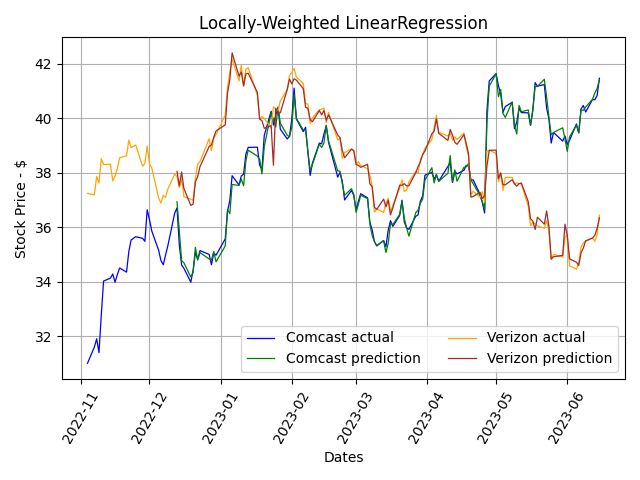 Locally-Weighted LinearRegression
Stock Price - $
42
40
38
36
34
32
Comcast actual
Comcast prediction
Verizon actual
Verizon prediction
2022-11
2022-12
2023-01
2023-02
2023-03
2023-04
2023-05
2023-06
Dates